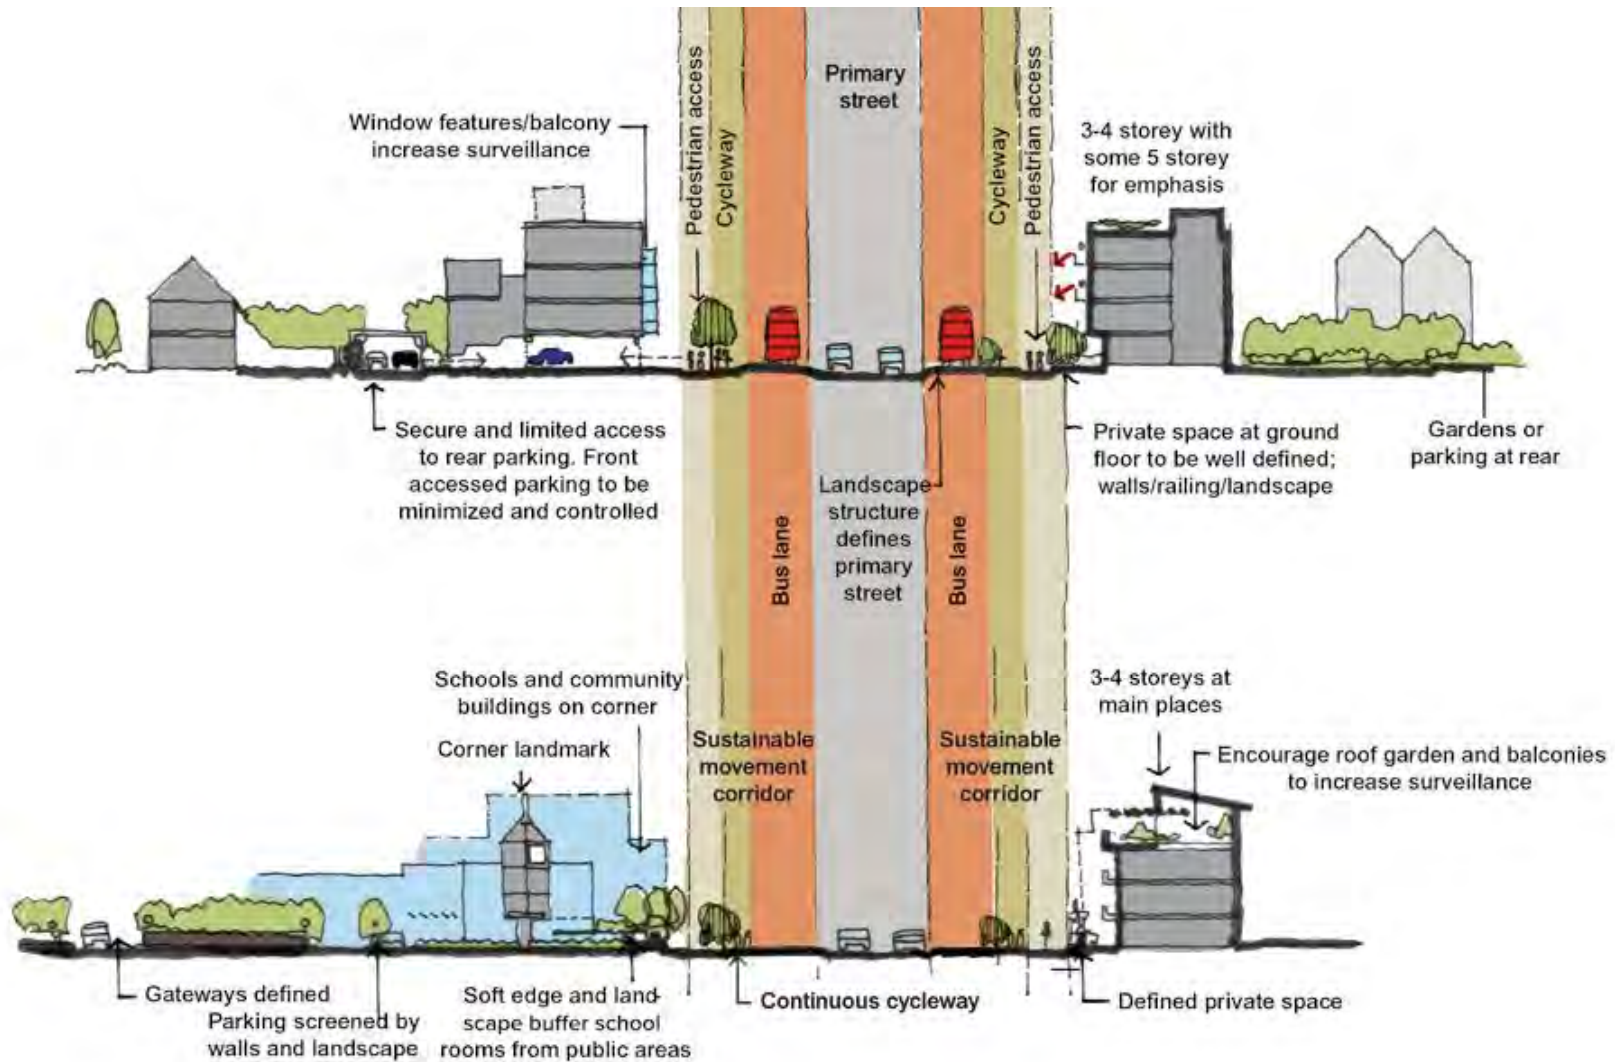 Primary
street
Pedestrian access
Cycleway
Cycleway
Pedestrian access
Window features/balcony
increase surveillance
3-4 storey with
some 5 storey
for emphasis
Secure and limited access
to rear parking. Front
accessed parking to be
minimized and controlled
Private space at ground
floor to be well defined;
walls/railing/landscape
Gardens or
parking at rear
Landscape
structure
defines
primary
street
Bus lane
Bus lane
Schools and community
buildings on corner
Corner landmark
Sustainable
movement
corridor
Sustainable
movement
corridor
3-4 storeys at
main places
Encourage roof garden and balconies
to increase surveillance
Gateways defined
Parking screened by
walls and landscape
Soft edge and land-
scape buffer school
rooms from public areas
Continuous cycleway
Defined private space